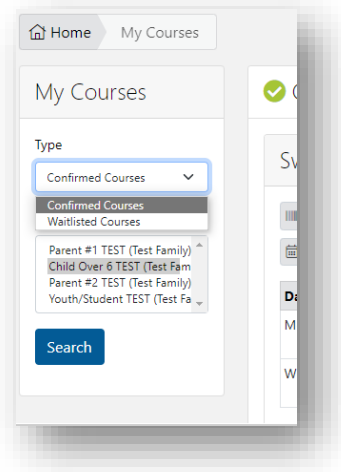 Home My Courses
My Courses
Type
Confirmed Courses
Confirmed Courses
Waitlisted Courses
Parent #1 TEST (Test Family)
Child Over 6 TEST (Test Fam
Parent #2 TEST (Test Family)
Youth/Student TEST (Test Fa
Search